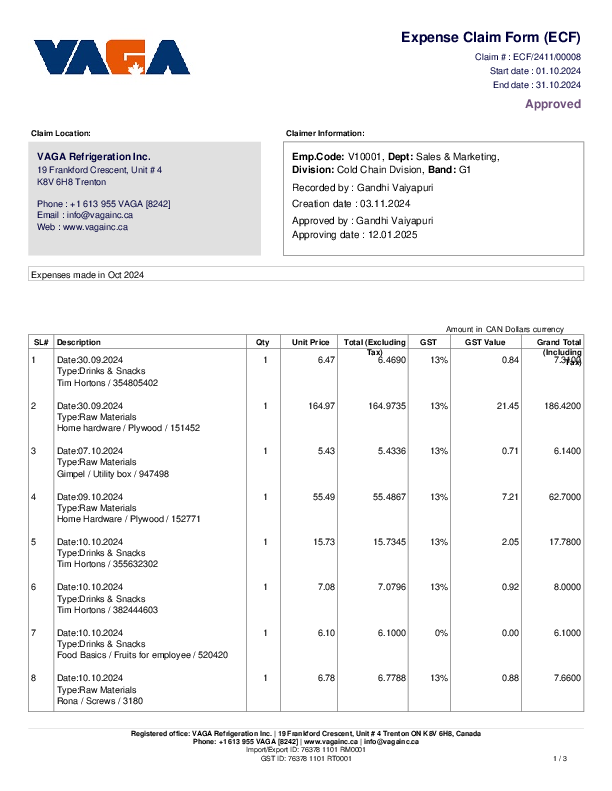 VAGA
Expense Claim Form (ECF)
Claim # : ECF/2411/00008
Start date : 01.10.2024
End date : 31.10.2024
Approved
Claim Location:
Claimer Information:
VAGA Refrigeration Inc.
19 Frankford Crescent, Unit # 4
K8V 6H8 Trenton
Phone : +1 613 955 VAGA [8242]
Email : info@vagainc.ca
Web : www.vagainc.ca
Emp.Code: V10001, Dept: Sales & Marketing,
Division: Cold Chain Dvision, Band: G1
Recorded by : Gandhi Vaiyapuri
Creation date : 03.11.2024
Approved by : Gandhi Vaiyapuri
Approving date : 12.01.2025
Expenses made in Oct 2024
Amount in CAN Dollars currency
SL# Description Qty Unit Price Total (Excluding Tax) GST GST Value Grand Total (Including Tax)
1 Date:30.09.2024 1 6.47 6.4690 13% 0.84 7.3100
Type:Drinks & Snacks
Tim Hortons / 354805402
2 Date:30.09.2024 1 164.97 164.9735 13% 21.45 186.4200
Type:Raw Materials
Home hardware / Plywood / 151452
3 Date:07.10.2024 1 5.43 5.4336 13% 0.71 6.1400
Type:Raw Materials
Gimpel / Utility box / 947498
4 Date:09.10.2024 1 55.49 55.4867 13% 7.21 62.7000
Type:Raw Materials
Home Hardware / Plywood / 152771
5 Date:10.10.2024 1 15.73 15.7345 13% 2.05 17.7800
Type:Drinks & Snacks
Tim Hortons / 355632302
6 Date:10.10.2024 1 7.08 7.0796 13% 0.92 8.0000
Type:Drinks & Snacks
Tim Hortons / 382444603
7 Date:10.10.2024 1 6.10 6.1000 0% 0.00 6.1000
Type:Drinks & Snacks
Food Basics / Fruits for employee / 520420
8 Date:10.10.2024 1 6.78 6.7788 13% 0.88 7.6600
Type:Raw Materials
Rona / Screws / 3180
Registered office: VAGA Refrigeration Inc. | 19 Frankford Crescent, Unit # 4 Trenton ON K8V 6H8, Canada
Phone: +1 613 955 VAGA [8242] | www.vagainc.ca | info@vagainc.ca
Import/Export ID: 76378 1101 RM0001
GST ID: 76378 1101 RT0001
1 / 3